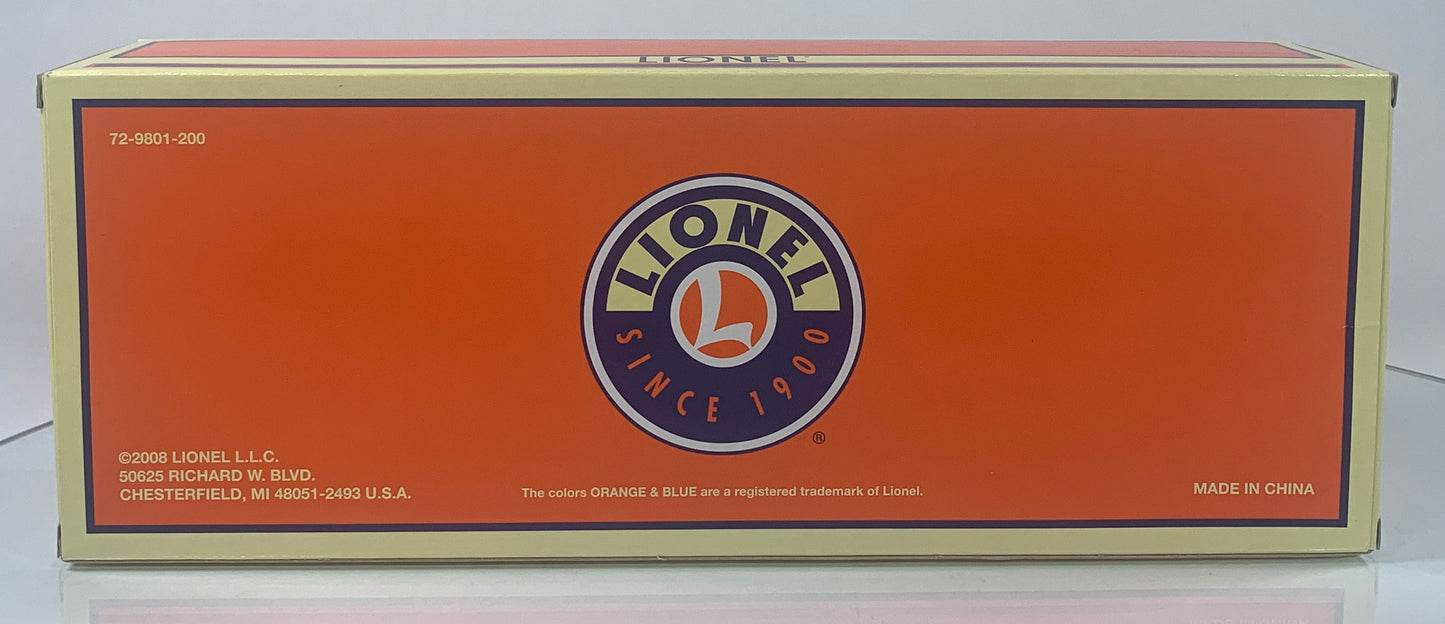 LIONEL
72-9801-200
LIONEL
L
SINCE 1900
®
©2008 LIONEL L.L.C.
50625 RICHARD W. BLVD.
CHESTERFIELD, MI 48051-2493 U.S.A.
The colors ORANGE & BLUE are a registered trademark of Lionel.
MADE IN CHINA